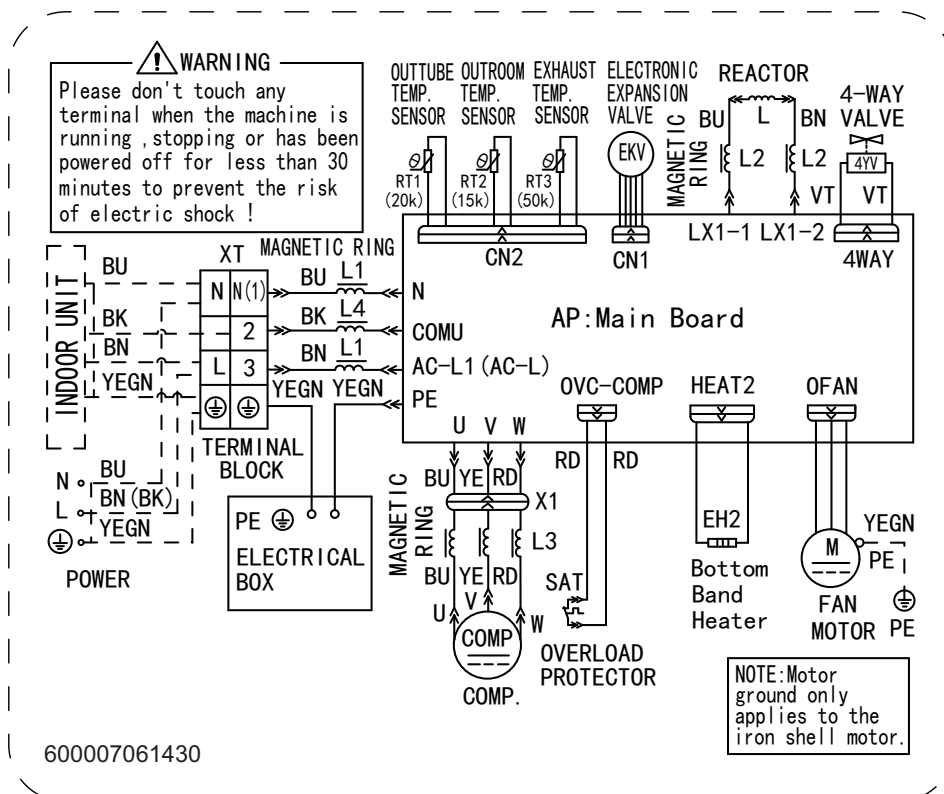 WARNING
Please don't touch any
terminal when the machine is
running ,stopping or has been
powered off for less than 30
minutes to prevent the risk
of electric shock !
OUTTUBE
TEMP.
SENSOR
OUTROOM
TEMP.
SENSOR
EXHAUST
TEMP.
SENSOR
ELECTRONIC
EXPANSION
VALVE
REACTOR
4-WAY
VALVE
RT1
(20k)
RT2
(15k)
RT3
(50k)
EKV
MAGNETIC
RING
BU
L
BN
L2
L2
4YV
VT
VT
CN2
CN1
LX1-1
LX1-2
4WAY
INDOOR UNIT
BU
BK
BN
YEGN
XT
N
N(1)
2
L
3
TERMINAL
BLOCK
MAGNETIC RING
BU
L1
BK
L4
BN
L1
YEGN
YEGN
N
COMU
AC-L1(AC-L)
PE
AP:Main Board
OVC-COMP
HEAT2
OFAN
U
V
W
N
BU
L
BN(BK)
YEGN
POWER
PE
ELECTRICAL
BOX
MAGNETIC
RING
BU
YE
RD
X1
L3
BU
YE
RD
U
V
W
COMP
COMP.
RD
RD
SAT
OVERLOAD
PROTECTOR
EH2
Bottom
Band
Heater
M
FAN
MOTOR
YEGN
PE
PE
NOTE:Motor
ground only
applies to the
iron shell motor.
600007061430